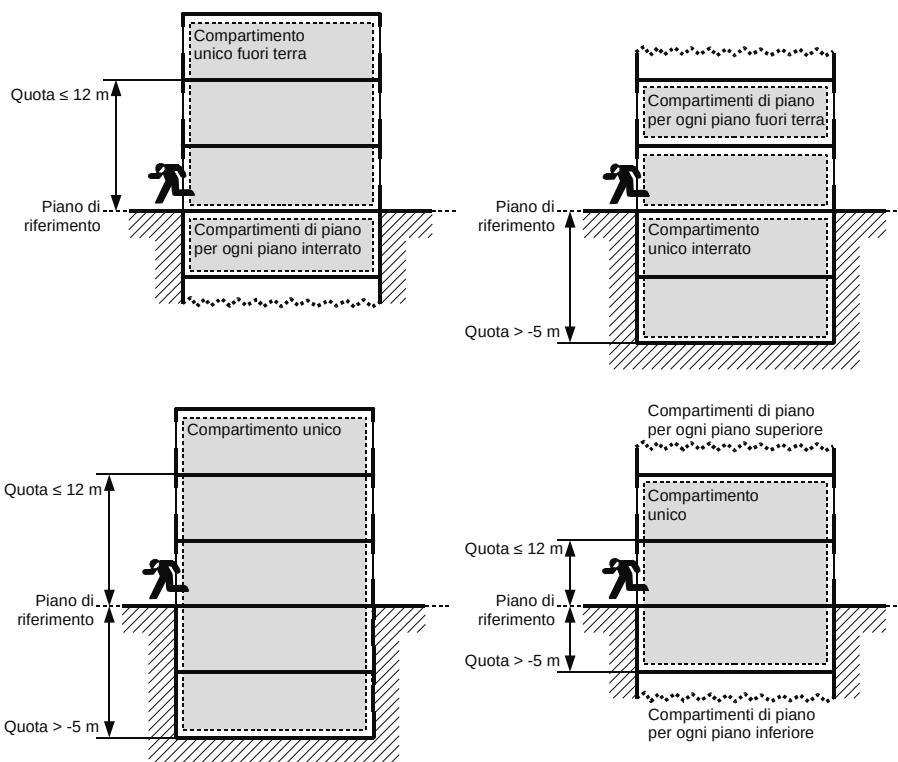 Compartimento
unico fuori terra
Quota ≤ 12 m
Piano di
riferimento
Compartimenti di piano
per ogni piano interrato
Compartimenti di piano
per ogni piano fuori terra
Piano di
riferimento
Compartimento
unico interrato
Quota > -5 m
Compartimento unico
Quota ≤ 12 m
Piano di
riferimento
Quota > -5 m
Compartimenti di piano
per ogni piano superiore
Compartimento
unico
Quota ≤ 12 m
Piano di
riferimento
Quota > -5 m
Compartimenti di piano
per ogni piano inferiore